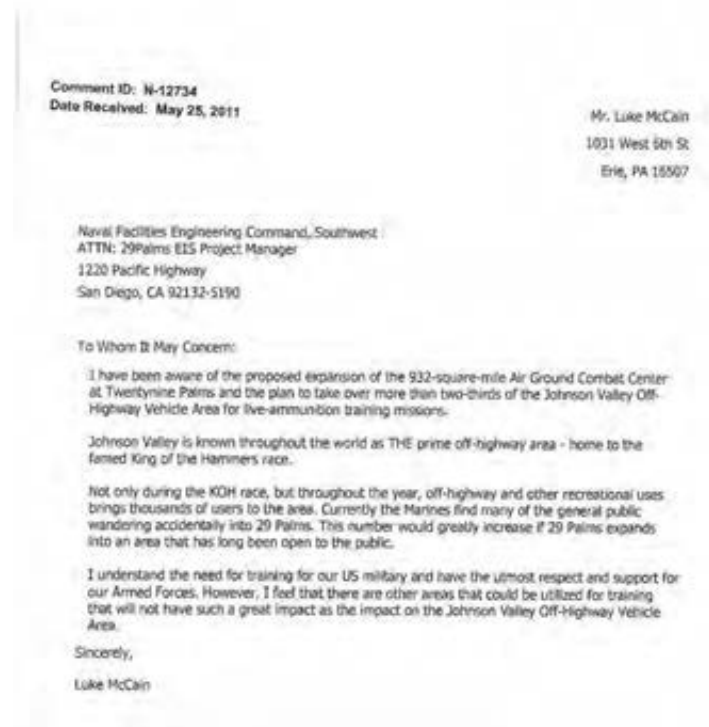 Comment ID: N-12734
Date Received: May 25, 2011
Mr. Luke McCain
1031 West 6th St
Erie, PA 16507
Naval Facilities Engineering Command, Southwest
ATTN: 29Palms EIS Project Manager
1220 Pacific Highway
San Diego, CA 92132-5190
To Whom It May Concern:
I have been aware of the proposed expansion of the 932-square-mile Air Ground Combat Center
at Twentynine Palms and the plan to take over more than two-thirds of the Johnson Valley Off-
Highway Vehicle Area for live-ammunition training missions.
Johnson Valley is known throughout the world as THE prime off-highway area - home to the
famed King of the Hammers race.
Not only during the KOH race, but throughout the year, off-highway and other recreational uses
brings thousands of users to the area. Currently the Marines find many of the general public
wandering accidentally into 29 Palms. This number would greatly increase if 29 Palms expands
into an area that has long been open to the public.
I understand the need for training for our US military and have the utmost respect and support for
our Armed Forces. However, I feel that there are other areas that could be utilized for training
that will not have such a great impact as the impact on the Johnson Valley Off-Highway Vehicle
Area.
Sincerely,
Luke McCain